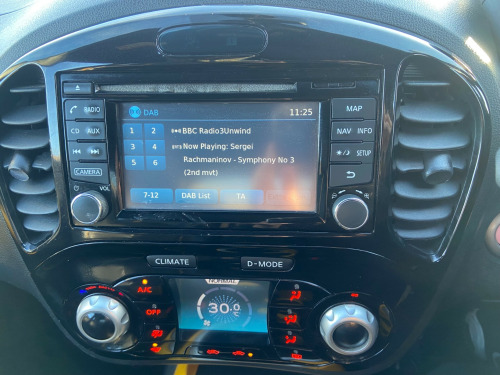 RADIO
CD AUX
CAMERA
VOL
DAB
11:25
1 2
3 4
5 6
BBC Radio3Unwind
Now Playing: Sergei
Rachmaninov - Symphony No 3
(2nd mvt)
7-12
DAB List
TA
MAP
NAV INFO
SETUP
CLIMATE
D-MODE
NORMAL
A/C
OFF
30.0